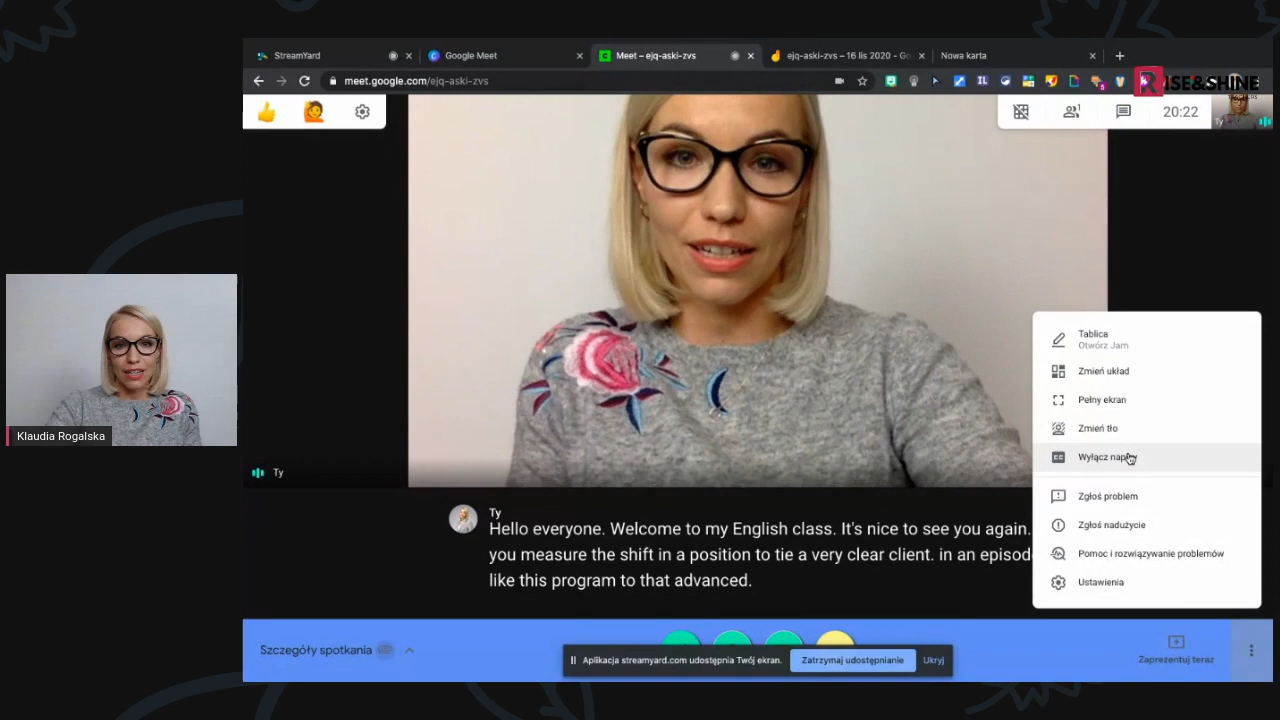 StreamYard
Google Meet
Meet – ejq-aski-zvs
ejq-aski-zvs – 16 lis 2020 - Go
Nowa karta
meet.google.com/ejq-aski-zvs
ISE&SHINE
1
20:22
Ty
Tablica
Otwórz Jam
Zmień układ
Pełny ekran
Zmień tło
Wyłącz
Zgłoś problem
Zgłoś nadużycie
Pomoc i rozwiązywanie problemów
Ustawienia
Klaudia Rogalska
Ty
Ty
Hello everyone. Welcome to my English class. It's nice to see you again.
you measure the shift in a position to tie a very clear client. in an episod
like this program to that advanced.
Szczegóły spotkania
Aplikacja streamyard.com udostępnia Twój ekran.
Zatrzymaj udostępnianie
Ukryj
Zaprezentuj teraz